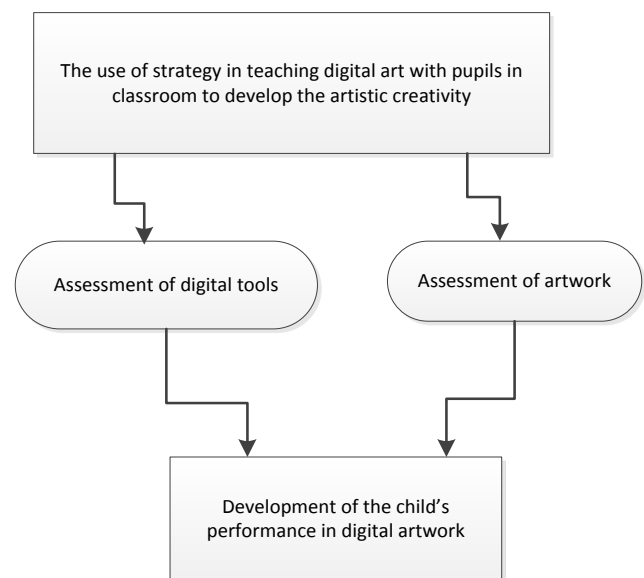 The use of strategy in teaching digital art with pupils in
classroom to develop the artistic creativity
Assessment of digital tools
Assessment of artwork
Development of the child’s
performance in digital artwork